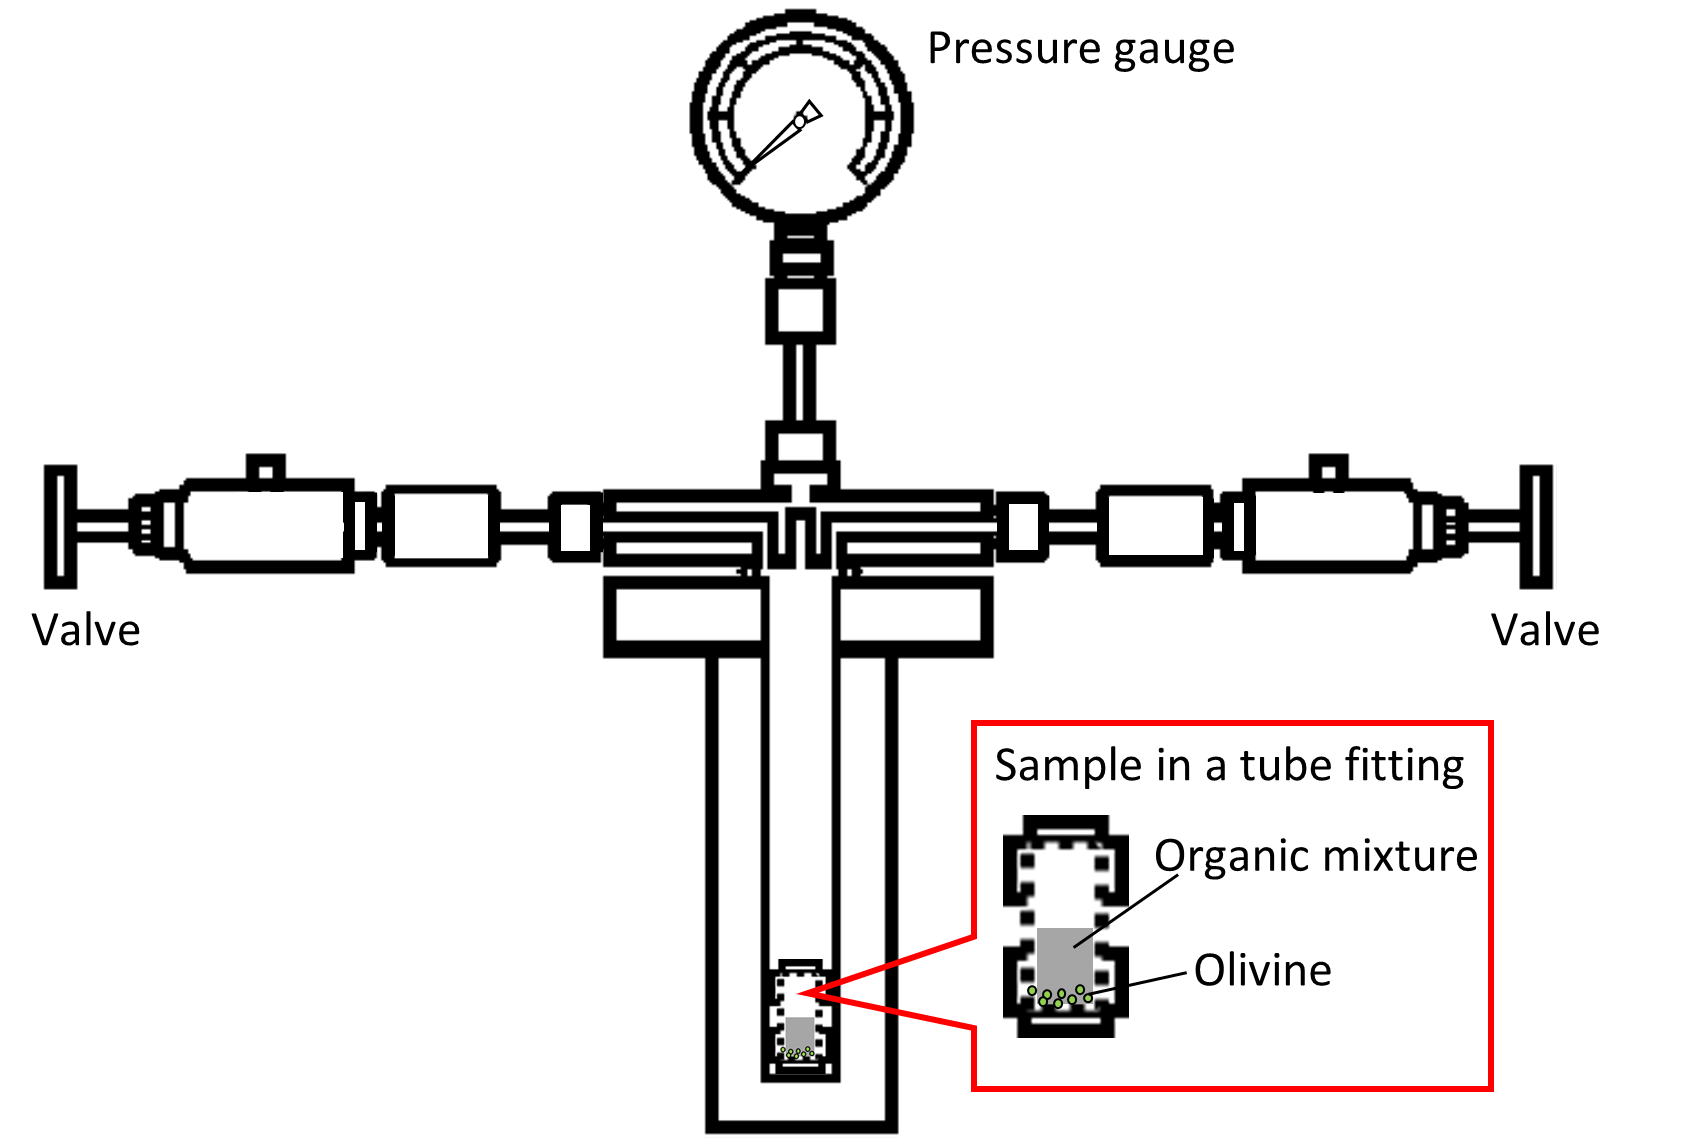 Pressure gauge
Valve
Valve
Sample in a tube fitting
Organic mixture
Olivine